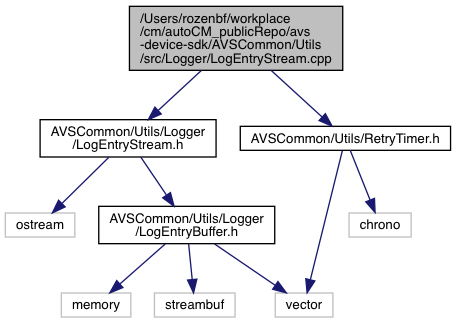 /Users/rozenbf/workplace
/cm/autoCM_publicRepo/avs
-device-sdk/AVSCommon/Utils
/src/Logger/LogEntryStream.cpp
AVSCommon/Utils/Logger
/LogEntryStream.h
AVSCommon/Utils/RetryTimer.h
ostream
AVSCommon/Utils/Logger
/LogEntryBuffer.h
chrono
memory
streambuf
vector